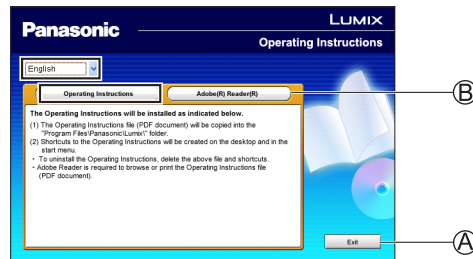 Panasonic
LUMIX
Operating Instructions
English
Operating Instructions
Adobe(R) Reader(R)
B
The Operating Instructions will be installed as indicated below.
(1) The Operating Instructions file (PDF document) will be copied into the
"Program Files\Panasonic\Lumix\" folder.
(2) Shortcuts to the Operating Instructions will be created on the desktop and in the
start menu.
· To uninstall the Operating Instructions, delete the above file and shortcuts.
· Adobe Reader is required to browse or print the Operating Instructions file
(PDF document).
Exit
A